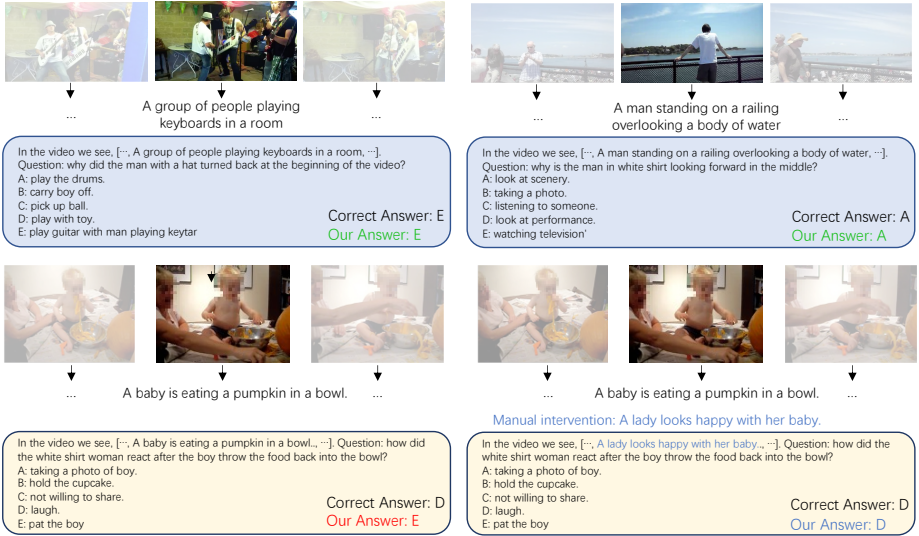 ...
A group of people playing
keyboards in a room
...
In the video we see, [···, A group of people playing keyboards in a room, ···].
Question: why did the man with a hat turned back at the beginning of the video?
A: play the drums.
B: carry boy off.
C: pick up ball.
D: play with toy.
E: play guitar with man playing keytar
Correct Answer: E
Our Answer: E
...
A man standing on a railing
overlooking a body of water
...
In the video we see, [···, A man standing on a railing overlooking a body of water, ···].
Question: why is the man in white shirt looking forward in the middle?
A: look at scenery.
B: taking a photo.
C: listening to someone.
D: look at performance.
E: watching television'
Correct Answer: A
Our Answer: A
...
A baby is eating a pumpkin in a bowl.
...
In the video we see, [···, A baby is eating a pumpkin in a bowl.., ···]. Question: how did
the white shirt woman react after the boy throw the food back into the bowl?
A: taking a photo of boy.
B: hold the cupcake.
C: not willing to share.
D: laugh.
E: pat the boy
Correct Answer: D
Our Answer: E
...
A baby is eating a pumpkin in a bowl.
...
Manual intervention: A lady looks happy with her baby.
In the video we see, [···, A lady looks happy with her baby.., ···]. Question: how did the
white shirt woman react after the boy throw the food back into the bowl?
A: taking a photo of boy.
B: hold the cupcake.
C: not willing to share.
D: laugh.
E: pat the boy
Correct Answer: D
Our Answer: D